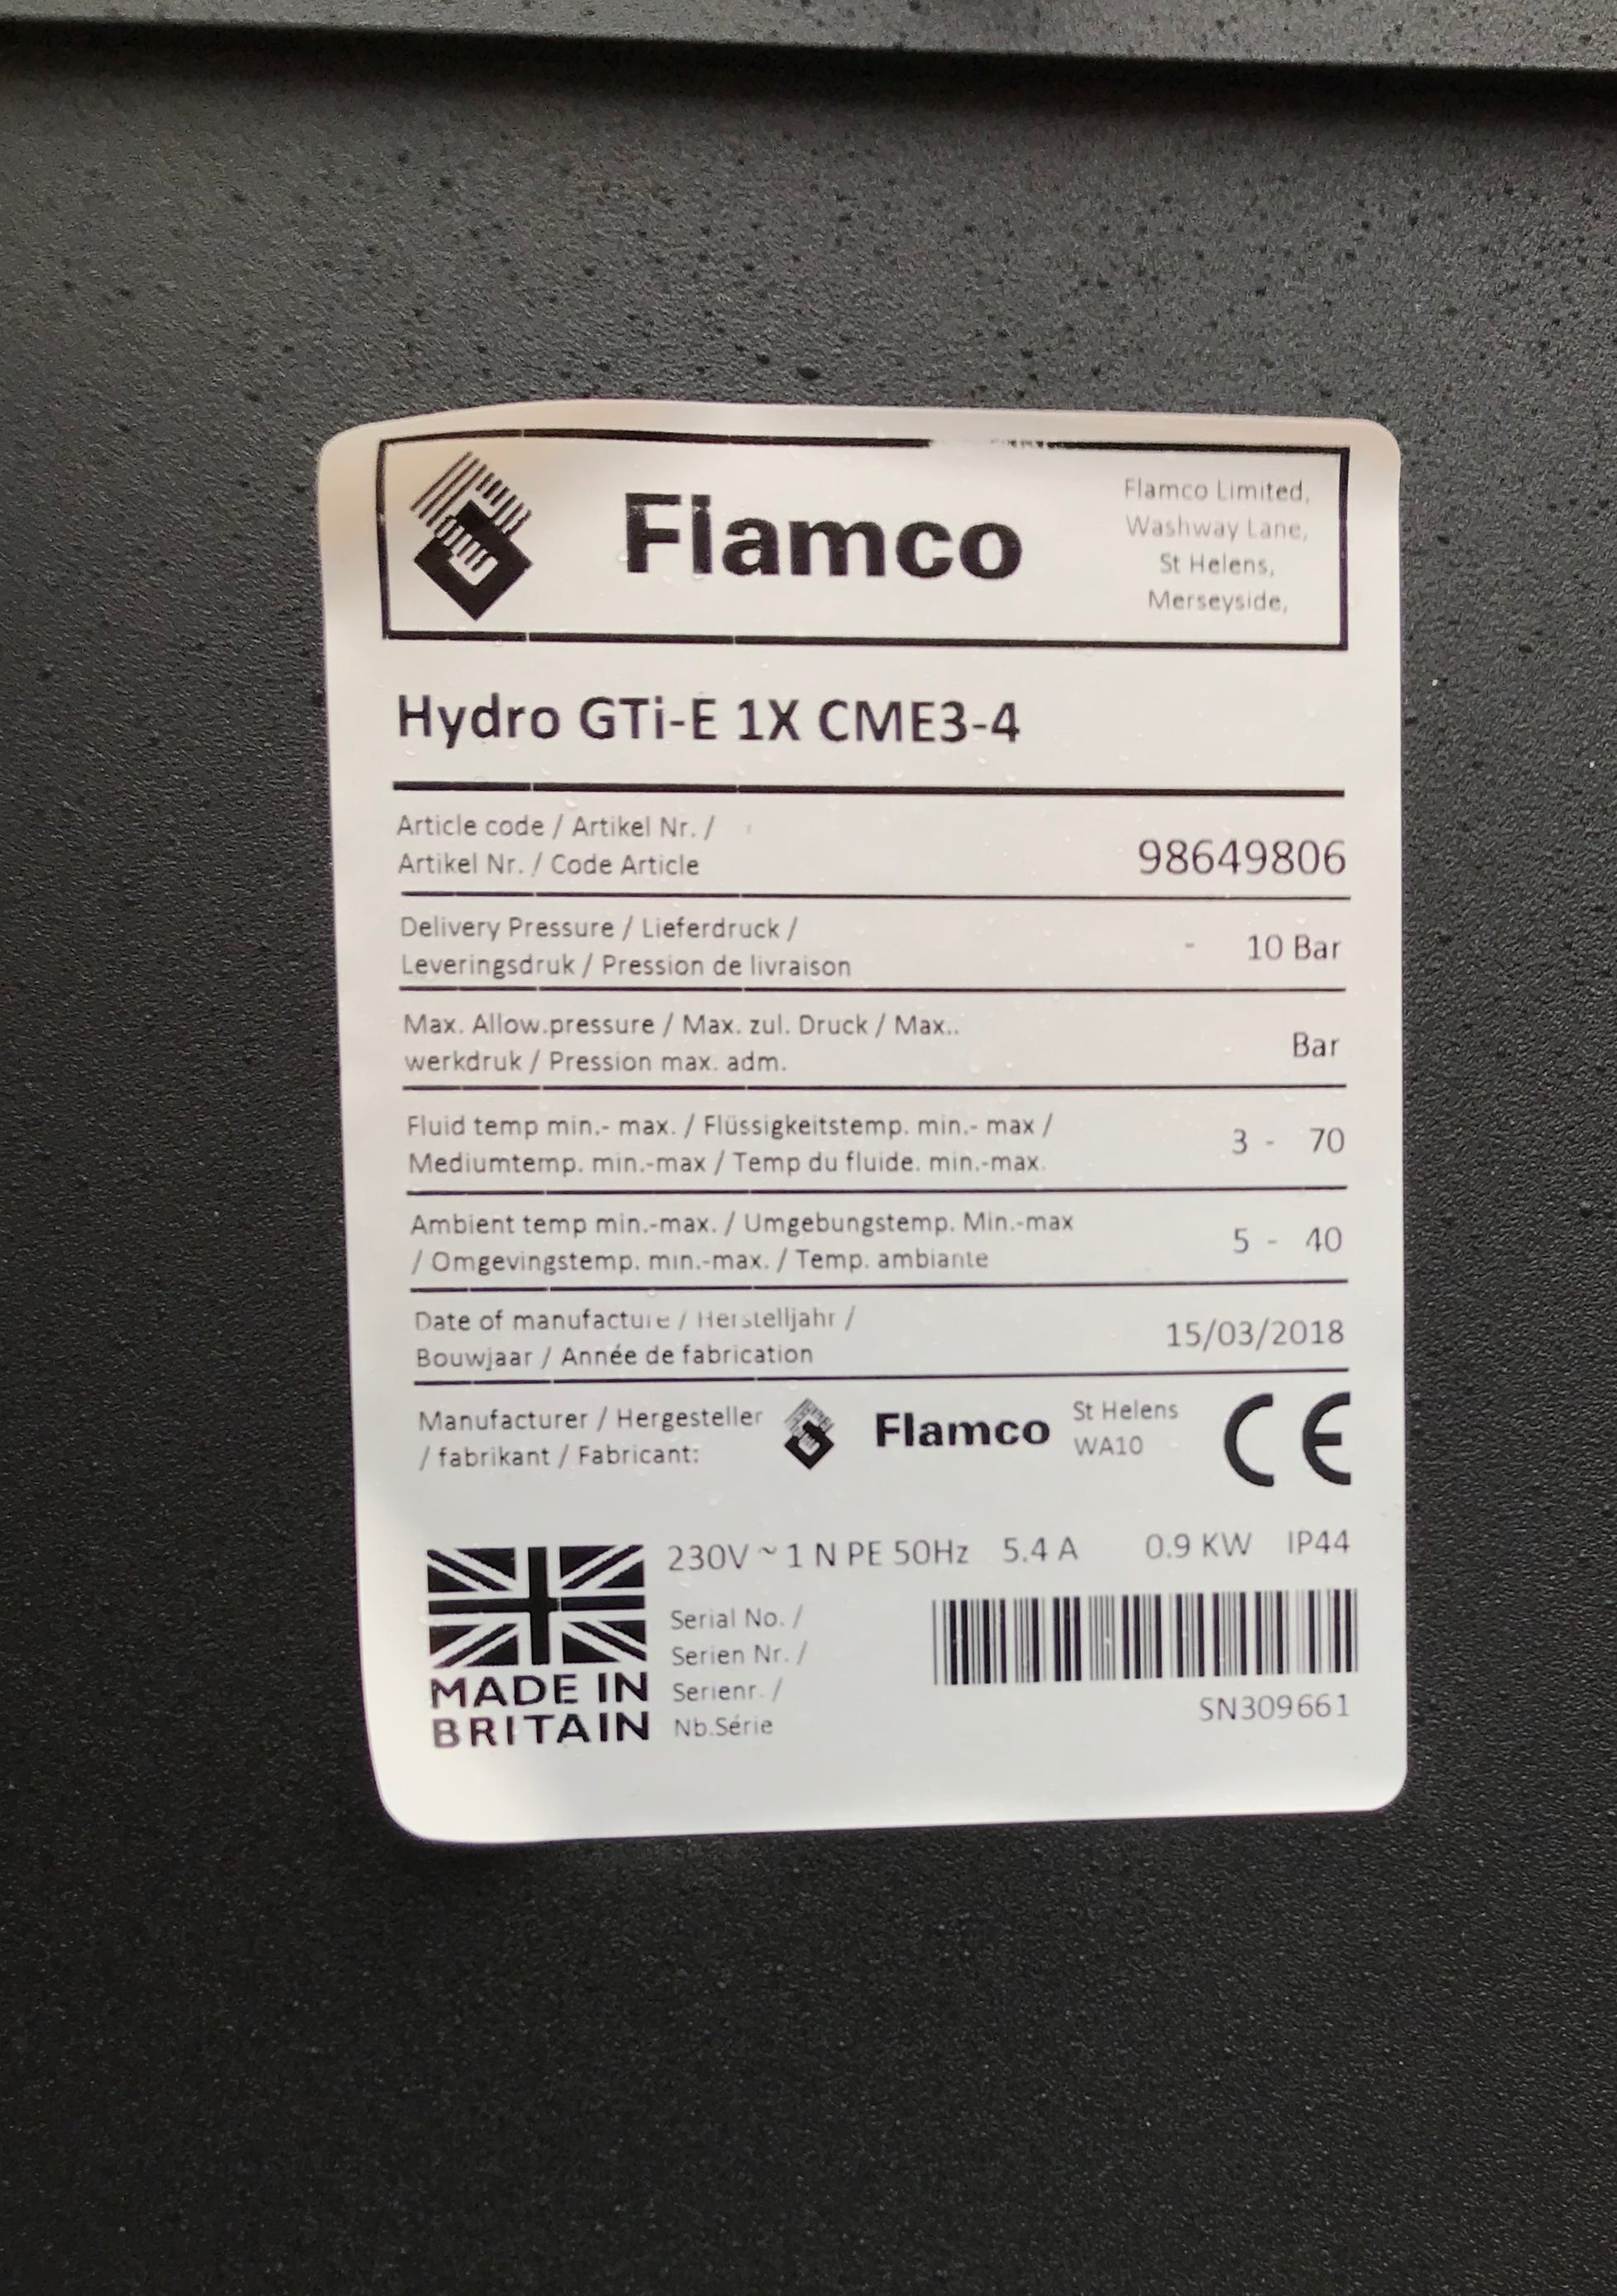 Flamco
Flamco Limited,
Washway Lane,
St Helens,
Merseyside,
Hydro GTi-E 1X CME3-4
Article code / Artikel Nr. /
Artikel Nr. / Code Article
98649806
Delivery Pressure / Lieferdruck /
Leveringsdruk / Pression de livraison
- 10 Bar
Max. Allow.pressure / Max. zul. Druck / Max..
werkdruk / Pression max. adm.
Bar
Fluid temp min.- max. / Flüssigkeitstemp. min.- max /
Mediumtemp. min.-max / Temp du fluide. min.-max.
3 - 70
Ambient temp min.-max. / Umgebungstemp. Min.-max
/ Omgevingstemp. min.-max. / Temp. ambiante
5 - 40
Date of manufacture / Herstelljahr /
Bouwjaar / Année de fabrication
15/03/2018
Manufacturer / Hergesteller
/ fabrikant / Fabricant:
Flamco
St Helens
WA10
CE
230V ~ 1 N PE 50Hz 5.4 A 0.9 KW IP44
MADE IN
BRITAIN
Serial No. /
Serien Nr. /
Serienr. /
Nb.Série
SN309661